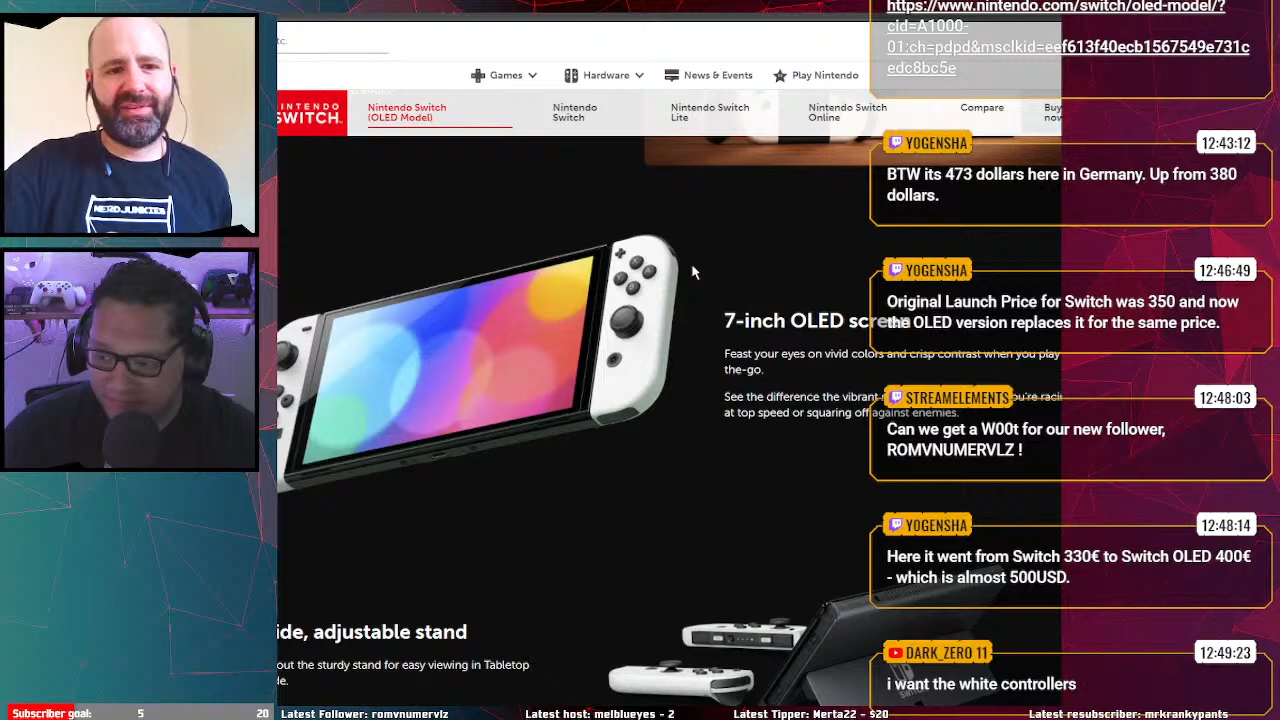 https://www.nintendo.com/switch/oled-model/?
cid=A1000-
01:ch=pdpd&msclkid=eef613f40ecb1567549e731c
edc8bc5e
tc.
Games
Hardware
News & Events
Play Nintendo
NINTENDO
SWITCH
Nintendo Switch
(OLED Model)
Nintendo
Switch
Nintendo Switch
Lite
Nintendo Switch
Online
Compare
Buy
now
NERDJUNKIES
YOGENSHA
12:43:12
BTW its 473 dollars here in Germany. Up from 380
dollars.
YOGENSHA
12:46:49
Original Launch Price for Switch was 350 and now
the OLED version replaces it for the same price.
7-inch OLED screen
Feast your eyes on vivid colors and crisp contrast when you play
the-go.
See the difference the vibrant
you're racin
at top speed or squaring off against enemies.
STREAMELEMENTS
12:48:03
Can we get a W00t for our new follower,
ROMVNUMERVLZ !
YOGENSHA
12:48:14
Here it went from Switch 330€ to Switch OLED 400€
- which is almost 500USD.
ide, adjustable stand
out the sturdy stand for easy viewing in Tabletop
de.
DARK_ZERO 11
12:49:23
i want the white controllers
Subscriber goal: 5 20
Latest Follower: romvnumervlz
Latest host: melblueyes - 2
Latest Tipper: Merta22 - $20
Latest resubscriber: mrkrankypants